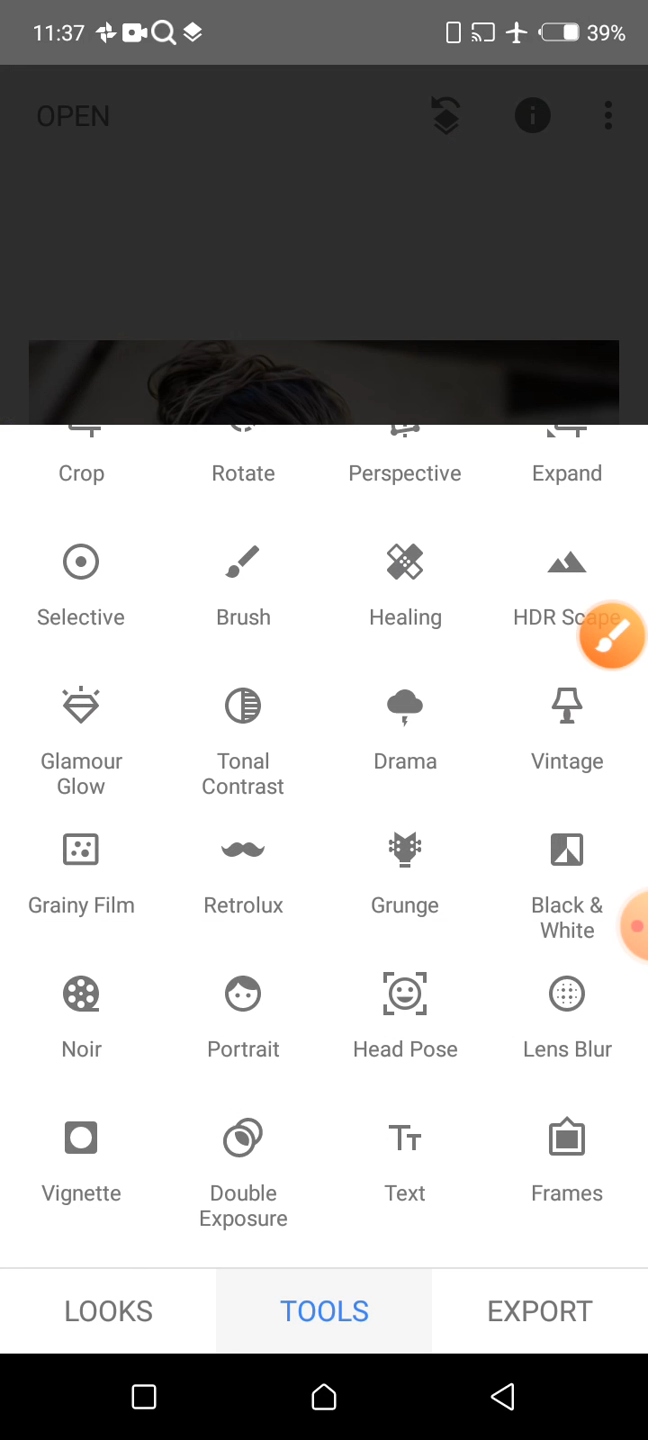 11:37 39%
OPEN
Crop Rotate Perspective Expand
Selective Brush Healing HDR Scape
Glamour Glow Tonal Contrast Drama Vintage
Grainy Film Retrolux Grunge Black & White
Noir Portrait Head Pose Lens Blur
Vignette Double Exposure Text Frames
LOOKS TOOLS EXPORT